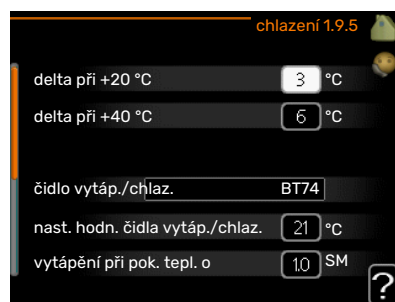 chlazení 1.9.5
delta při +20 °C 3 °C
delta při +40 °C 6 °C
čidlo vytáp./chlaz. BT74
nast. hodn. čidla vytáp./chlaz. 21 °C
vytápění při pok. tepl. o 1.0 SM
?